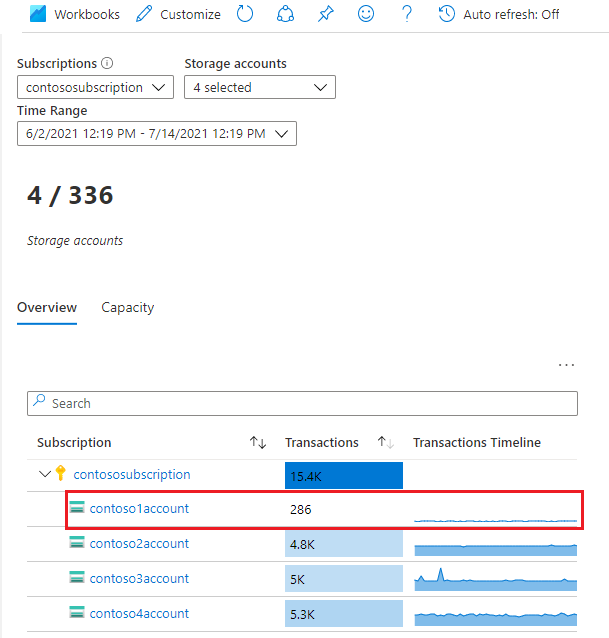 Workbooks Customize Auto refresh: Off
Subscriptions Storage accounts
contososubscription 4 selected
Time Range
6/2/2021 12:19 PM - 7/14/2021 12:19 PM
4 / 336
Storage accounts
Overview Capacity
Search
Subscription Transactions Transactions Timeline
contososubscription 15.4K
contoso1account 286
contoso2account 4.8K
contoso3account 5K
contoso4account 5.3K